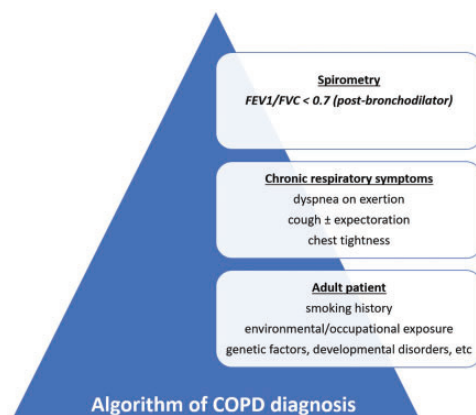 Spirometry
FEV1/FVC < 0.7 (post-bronchodilator)
Chronic respiratory symptoms
dyspnea on exertion
cough ± expectoration
chest tightness
Adult patient
smoking history
environmental/occupational exposure
genetic factors, developmental disorders, etc
Algorithm of COPD diagnosis